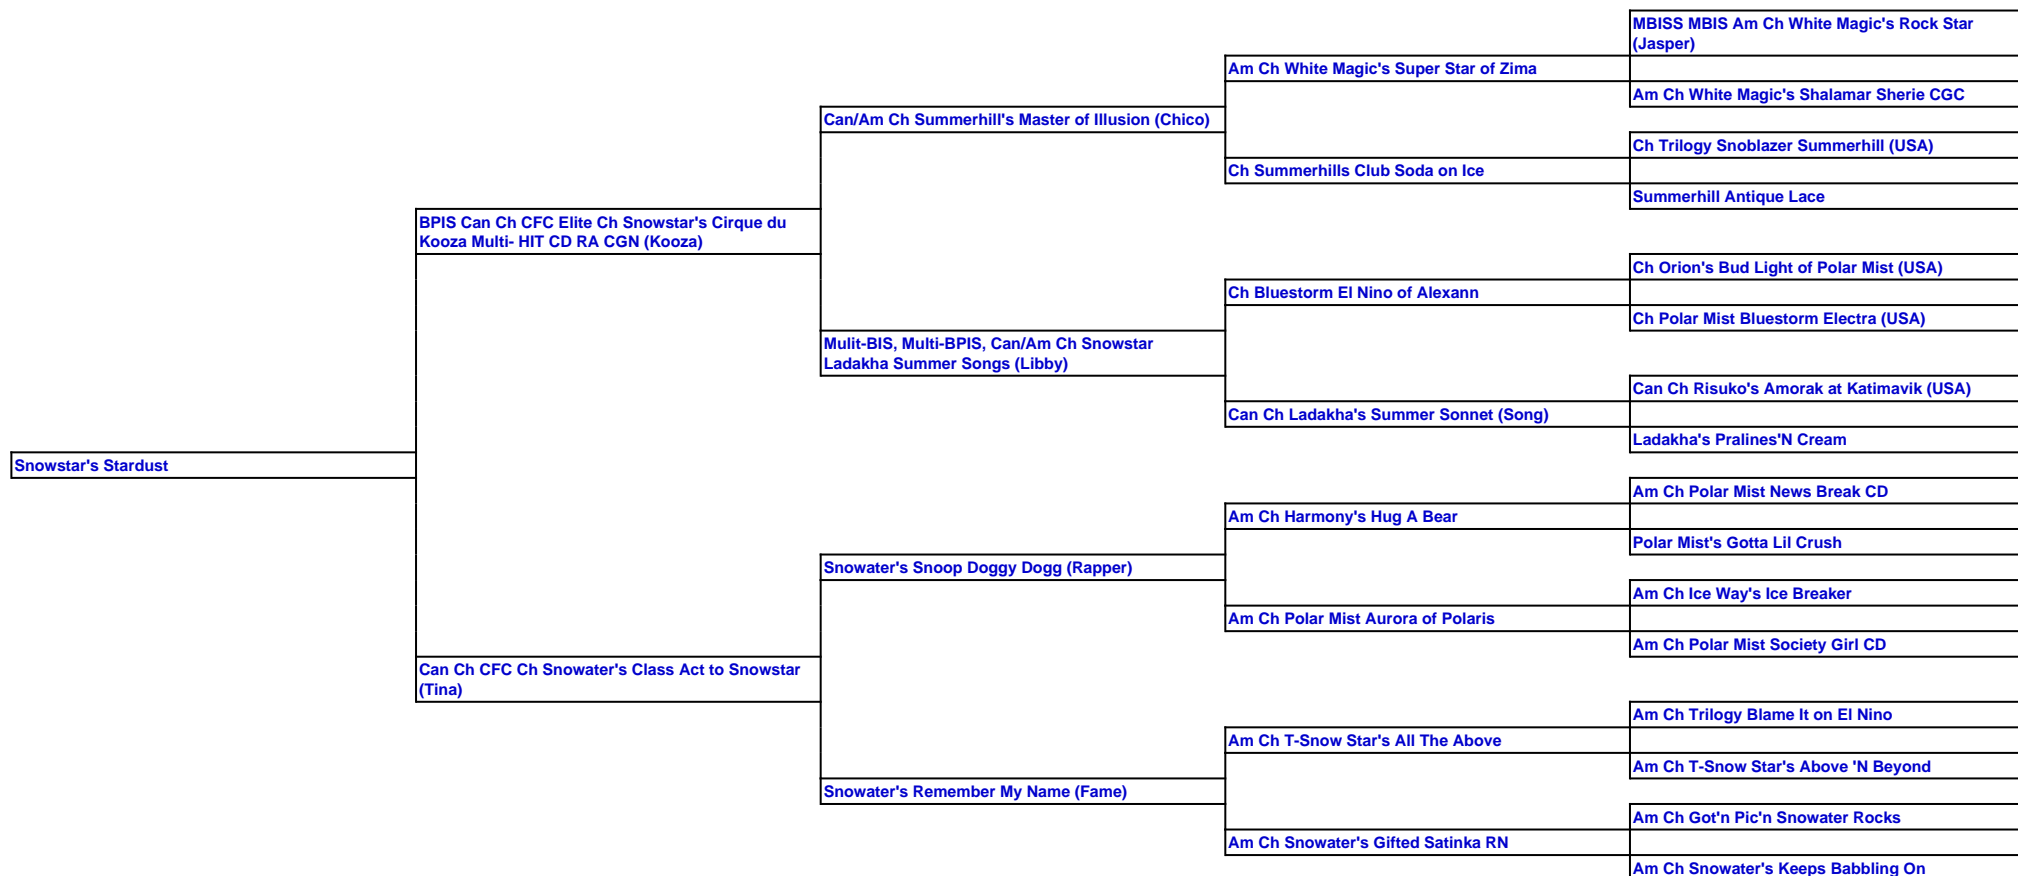 MBISS MBIS Am Ch White Magic's Rock Star
(Jasper)
Am Ch White Magic's Super Star of Zima
Am Ch White Magic's Shalamar Sherie CGC
Can/Am Ch Summerhill's Master of Illusion (Chico)
Ch Trilogy Snoblazer Summerhill (USA)
Ch Summerhills Club Soda on Ice
Summerhill Antique Lace
BPIS Can Ch CFC Elite Ch Snowstar's Cirque du
Kooza Multi- HIT CD RA CGN (Kooza)
Ch Orion's Bud Light of Polar Mist (USA)
Ch Bluestorm El Nino of Alexann
Ch Polar Mist Bluestorm Electra (USA)
Mulit-BIS, Multi-BPIS, Can/Am Ch Snowstar
Ladakha Summer Songs (Libby)
Can Ch Risuko's Amorak at Katimavik (USA)
Can Ch Ladakha's Summer Sonnet (Song)
Ladakha's Pralines'N Cream
Snowstar's Stardust
Am Ch Polar Mist News Break CD
Am Ch Harmony's Hug A Bear
Polar Mist's Gotta Lil Crush
Snowater's Snoop Doggy Dogg (Rapper)
Am Ch Ice Way's Ice Breaker
Am Ch Polar Mist Aurora of Polaris
Am Ch Polar Mist Society Girl CD
Can Ch CFC Ch Snowater's Class Act to Snowstar
(Tina)
Am Ch Trilogy Blame It on El Nino
Am Ch T-Snow Star's All The Above
Am Ch T-Snow Star's Above 'N Beyond
Snowater's Remember My Name (Fame)
Am Ch Got'n Pic'n Snowater Rocks
Am Ch Snowater's Gifted Satinka RN
Am Ch Snowater's Keeps Babbling On